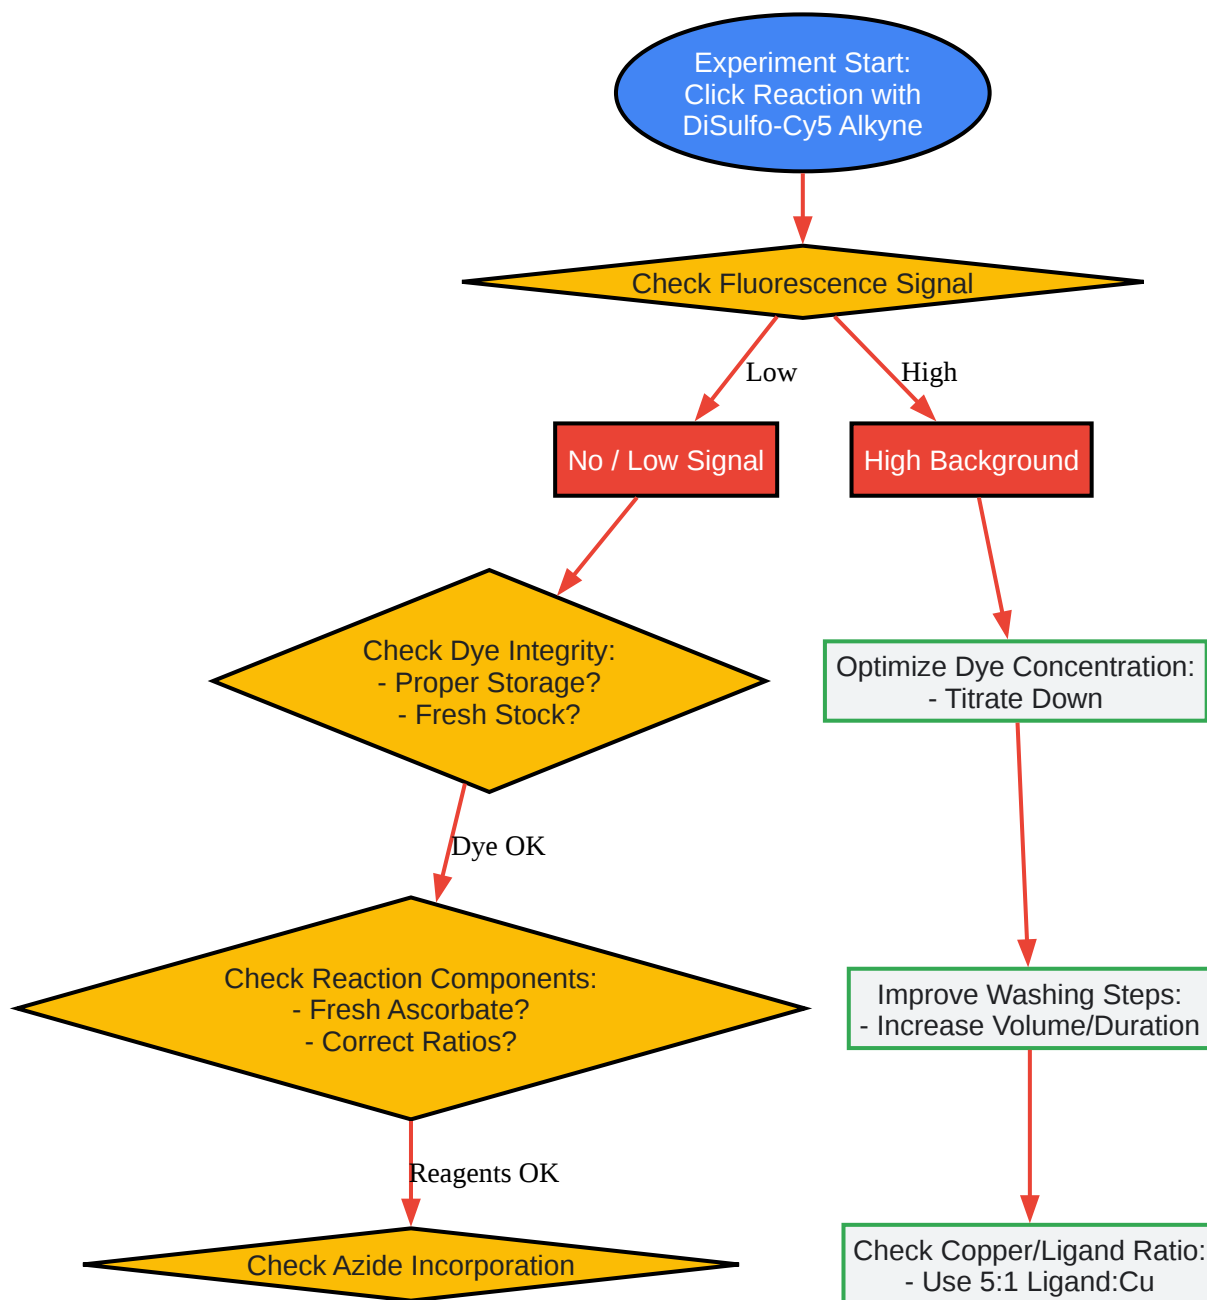 Experiment Start:
Click Reaction with
DiSulfo-Cy5 Alkyne
Check Fluorescence Signal
Low
High
No / Low Signal
High Background
Check Dye Integrity:
- Proper Storage?
- Fresh Stock?
Optimize Dye Concentration:
- Titrate Down
Dye OK
Check Reaction Components:
- Fresh Ascorbate?
- Correct Ratios?
Improve Washing Steps:
- Increase Volume/Duration
Reagents OK
Check Azide Incorporation
Check Copper/Ligand Ratio:
- Use 5:1 Ligand:Cu